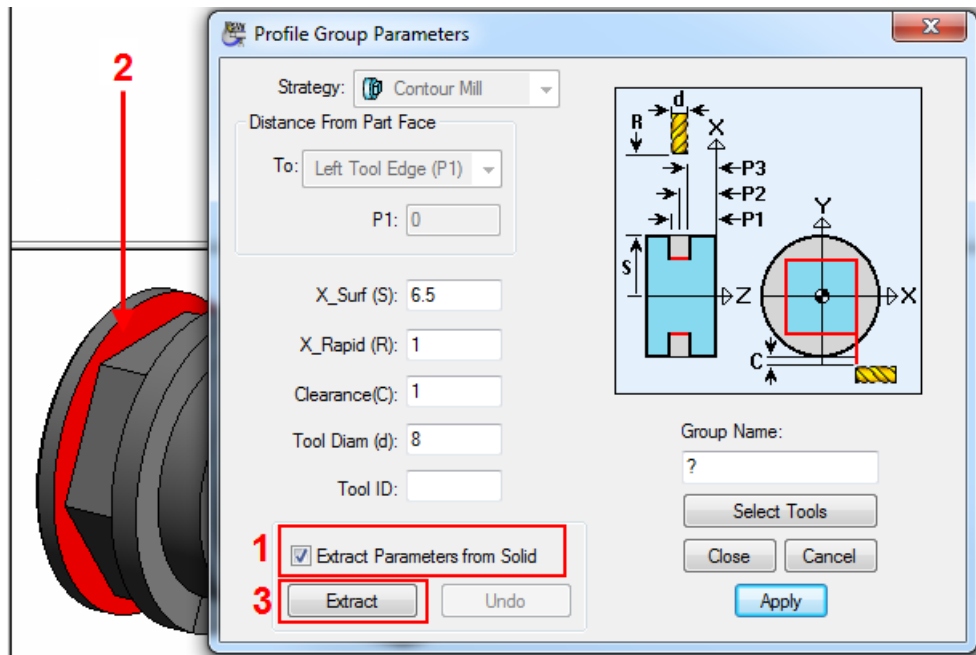 Profile Group Parameters
x
2
Strategy: Contour Mill
Distance From Part Face
To: Left Tool Edge (P1)
P1: 0
X_Surf (S): 6.5
X_Rapid (R): 1
Clearance(C): 1
Tool Diam (d): 8
Tool ID:
1 Extract Parameters from Solid
3 Extract Undo
d
R X
P3
P2
P1 Y
S
Z X
C
Group Name:
?
Select Tools
Close Cancel
Apply